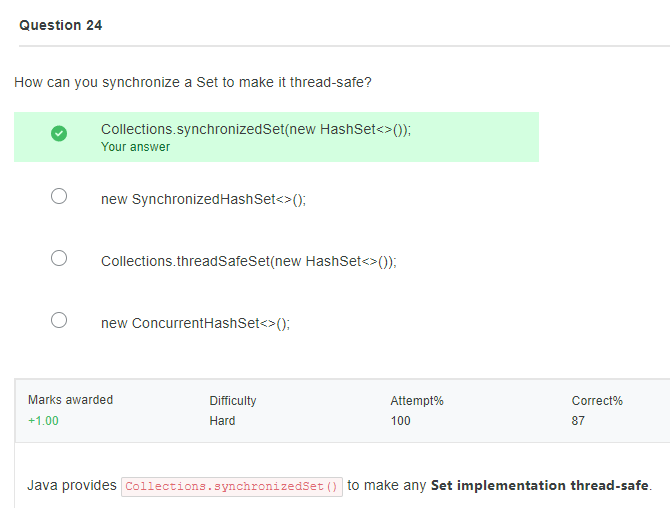 Question 24
How can you synchronize a Set to make it thread-safe?
Collections.synchronizedSet(new HashSet<>());
Your answer
new SynchronizedHashSet<>();
Collections.threadSafeSet(new HashSet<>());
new ConcurrentHashSet<>();
Marks awarded Difficulty Attempt% Correct%
+1.00 Hard 100 87
Java provides Collections.synchronizedSet() to make any Set implementation thread-safe.